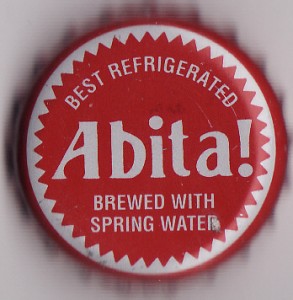 BEST REFRIGERATED
Abita!
BREWED WITH
SPRING WATER